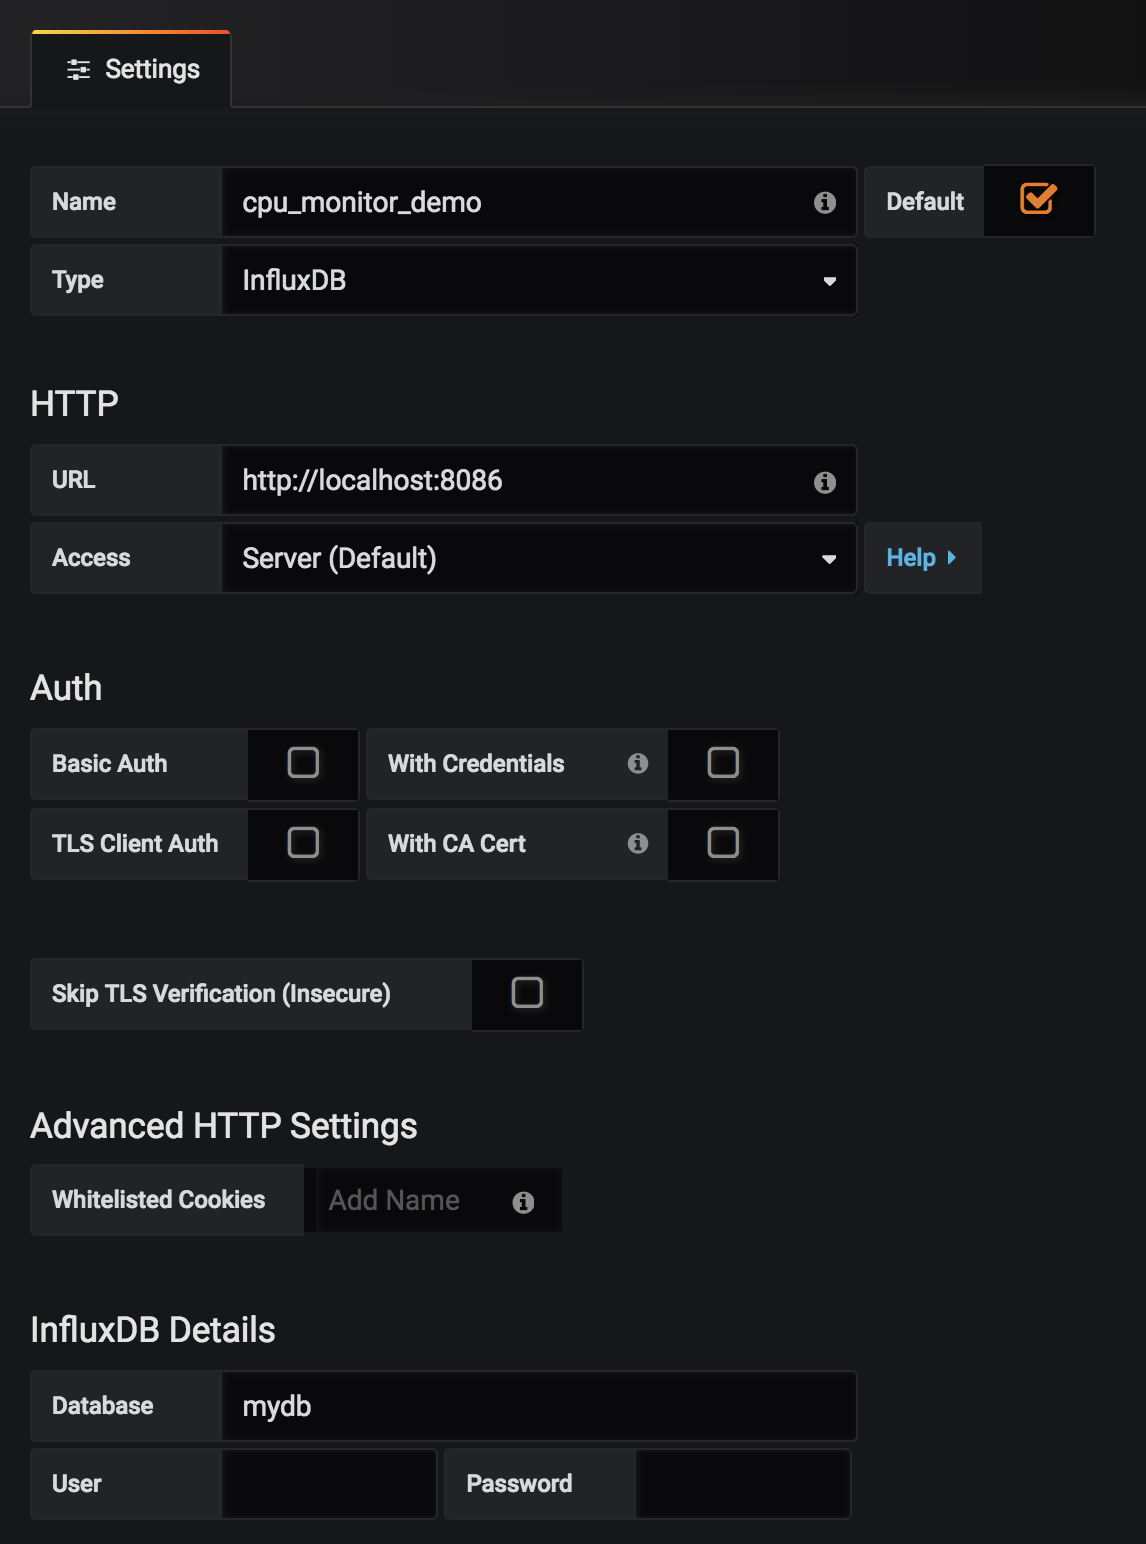 Settings
Name cpu_monitor_demo Default
Type InfluxDB
HTTP
URL http://localhost:8086
Access Server (Default) Help
Auth
Basic Auth With Credentials
TLS Client Auth With CA Cert
Skip TLS Verification (Insecure)
Advanced HTTP Settings
Whitelisted Cookies Add Name
InfluxDB Details
Database mydb
User Password